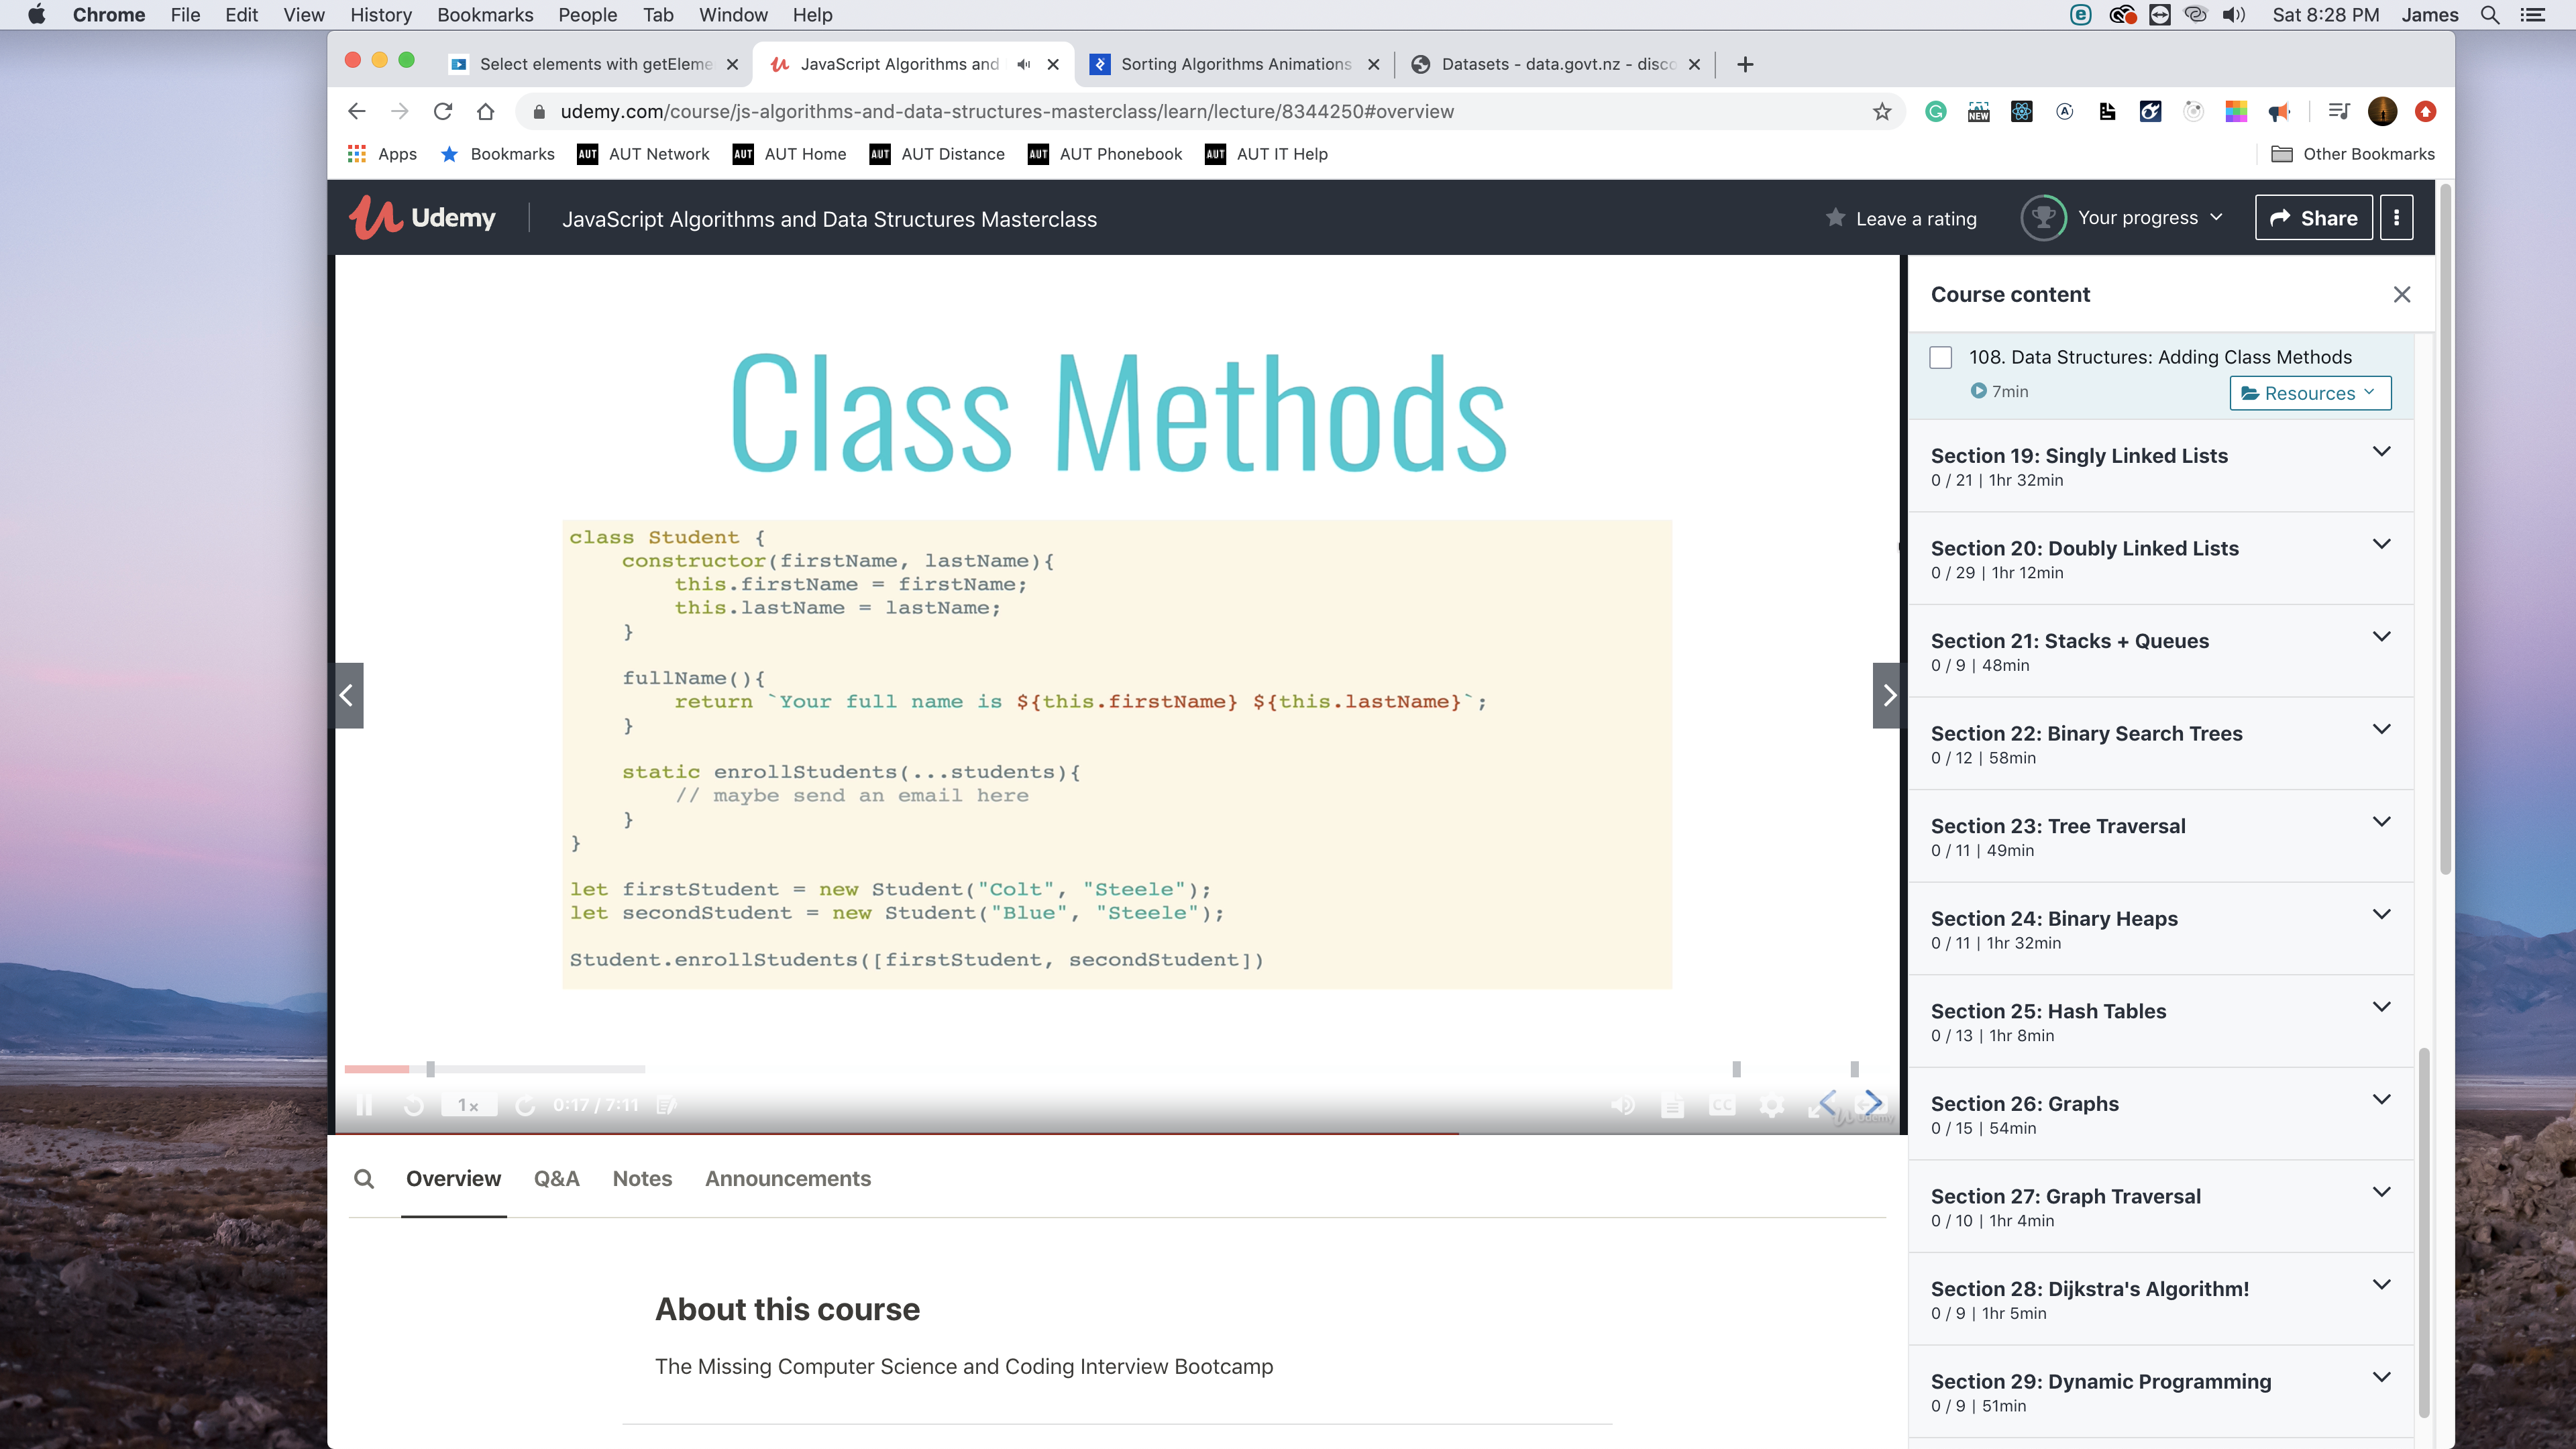 Chrome File Edit View History Bookmarks People Tab Window Help
Sat 8:28 PM James
Select elements with getEleme
JavaScript Algorithms and
Sorting Algorithms Animations
Datasets - data.govt.nz - disco
udemy.com/course/js-algorithms-and-data-structures-masterclass/learn/lecture/8344250#overview
NEW
Apps Bookmarks AUT AUT Network AUT AUT Home AUT AUT Distance AUT AUT Phonebook AUT AUT IT Help
Other Bookmarks
Udemy
JavaScript Algorithms and Data Structures Masterclass
Leave a rating
Your progress
Share
Class Methods
class Student {
    constructor(firstName, lastName){
        this.firstName = firstName;
        this.lastName = lastName;
    }
    fullName(){
        return `Your full name is ${this.firstName} ${this.lastName}`;
    }
    static enrollStudents(...students){
        // maybe send an email here
    }
}
let firstStudent = new Student("Colt", "Steele");
let secondStudent = new Student("Blue", "Steele");
Student.enrollStudents([firstStudent, secondStudent])
1x
0:17 / 7:11
CC
Udemy
Overview Q&A Notes Announcements
About this course
The Missing Computer Science and Coding Interview Bootcamp
Course content
108. Data Structures: Adding Class Methods
7min
Resources
Section 19: Singly Linked Lists
0 / 21 | 1hr 32min
Section 20: Doubly Linked Lists
0 / 29 | 1hr 12min
Section 21: Stacks + Queues
0 / 9 | 48min
Section 22: Binary Search Trees
0 / 12 | 58min
Section 23: Tree Traversal
0 / 11 | 49min
Section 24: Binary Heaps
0 / 11 | 1hr 32min
Section 25: Hash Tables
0 / 13 | 1hr 8min
Section 26: Graphs
0 / 15 | 54min
Section 27: Graph Traversal
0 / 10 | 1hr 4min
Section 28: Dijkstra's Algorithm!
0 / 9 | 1hr 5min
Section 29: Dynamic Programming
0 / 9 | 51min